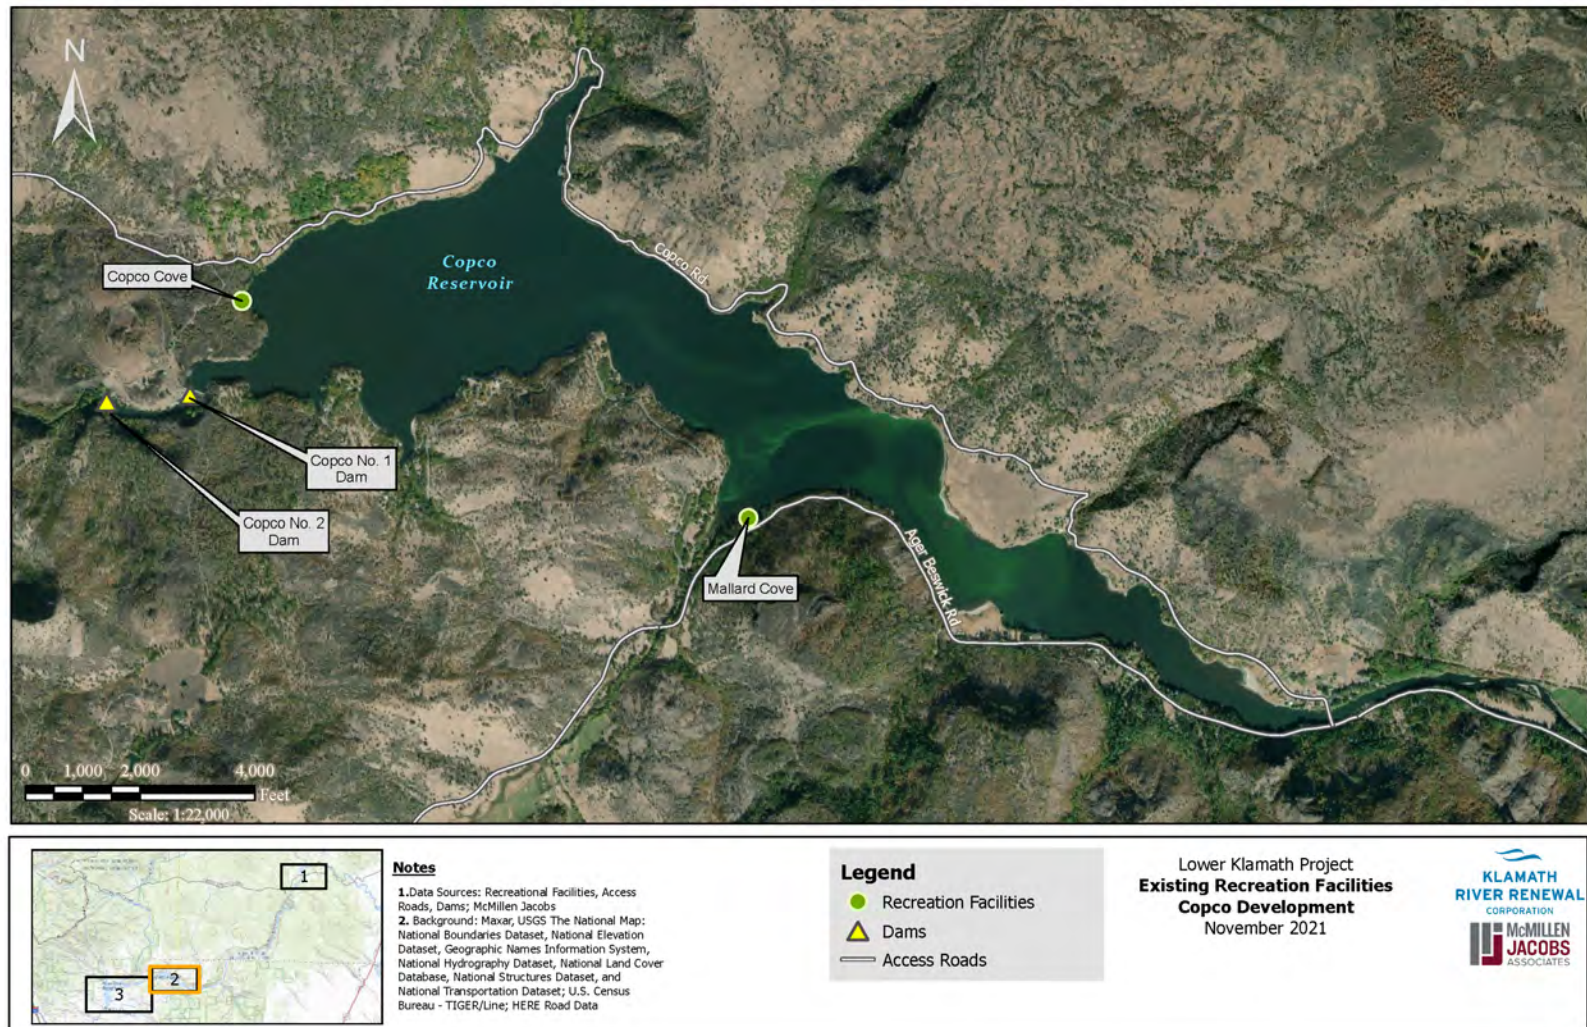 N
Copco
Reservoir
Copco Rd
Copco Cove
Copco No. 1
Dam
Copco No. 2
Dam
Mallard Cove
Ager Beswick Rd
0 1,000 2,000 4,000
Feet
Scale: 1:22,000
1
2
3
Notes
1.Data Sources: Recreational Facilities, Access
Roads, Dams; McMillen Jacobs
2. Background: Maxar, USGS The National Map:
National Boundaries Dataset, National Elevation
Dataset, Geographic Names Information System,
National Hydrography Dataset, National Land Cover
Database, National Structures Dataset, and
National Transportation Dataset; U.S. Census
Bureau - TIGER/Line; HERE Road Data
Legend
Recreation Facilities
Dams
Access Roads
Lower Klamath Project
Existing Recreation Facilities
Copco Development
November 2021
KLAMATH
RIVER RENEWAL
CORPORATION
McMILLEN
JACOBS
ASSOCIATES